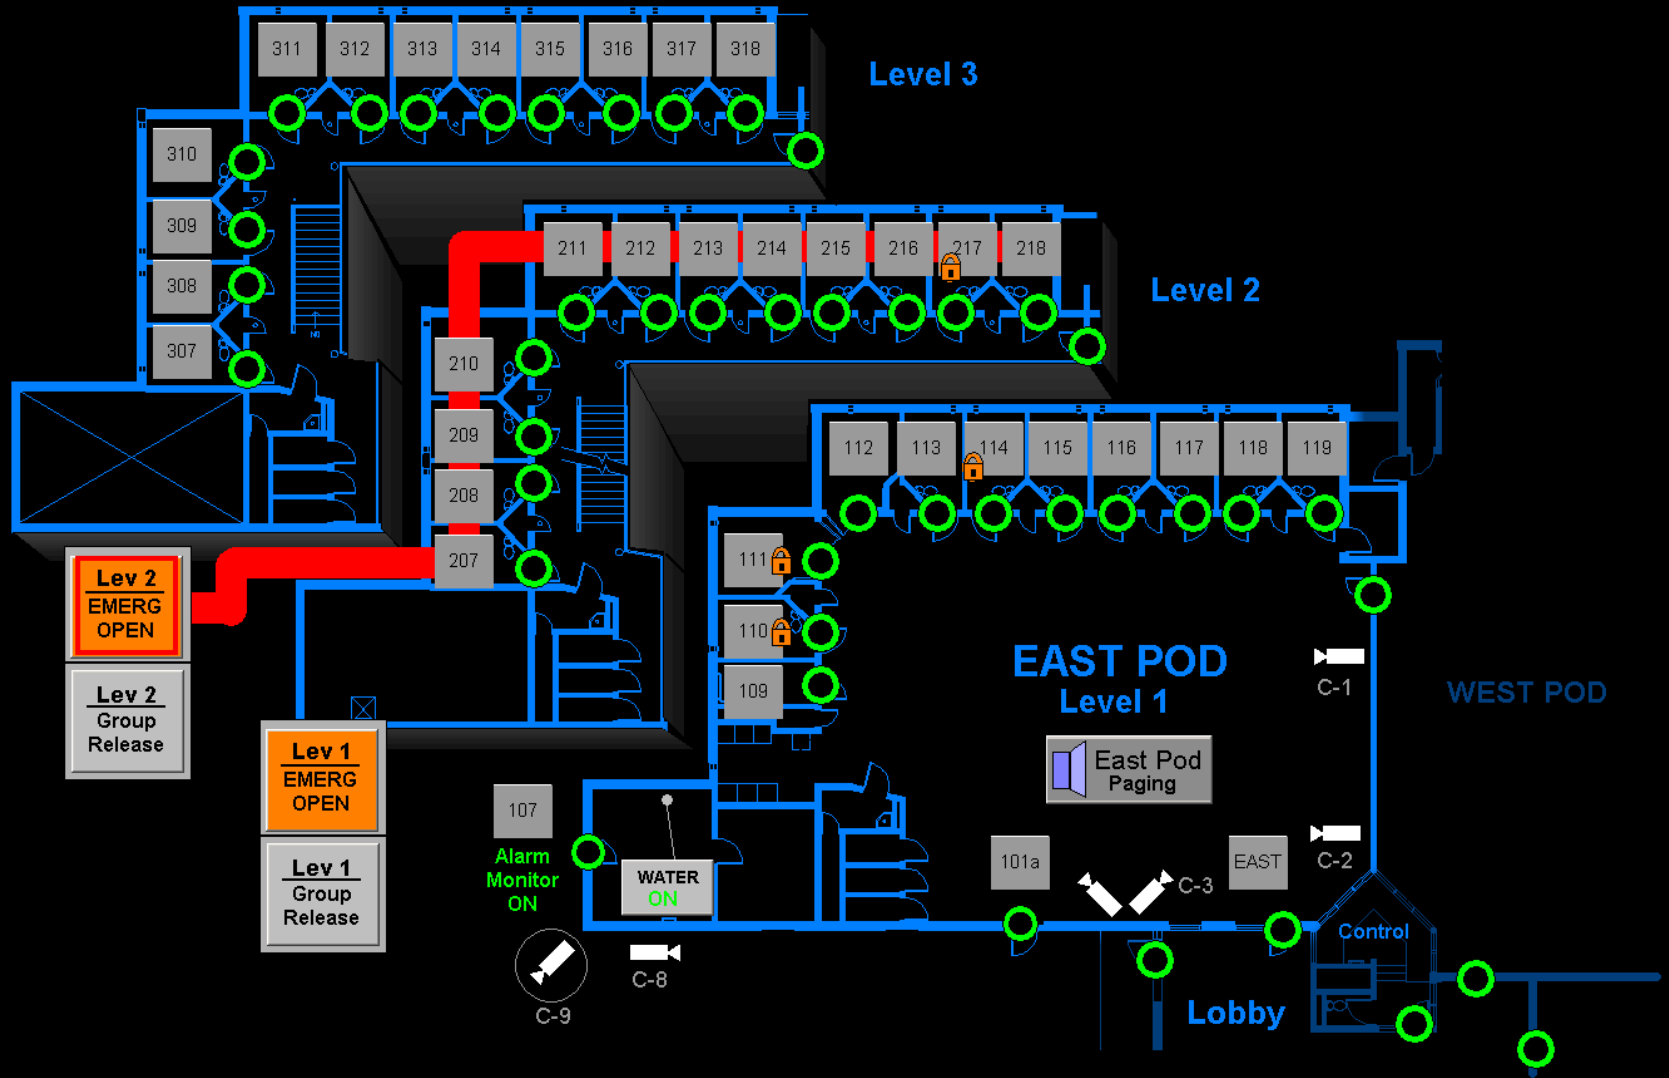 311 312 313 314 315 316 317 318
Level 3
310
309
308
307
211 212 213 214 215 216 217 218
Level 2
210
209
208
207
112 113 114 115 116 117 118 119
111
110
109
Lev 2
EMERG
OPEN
Lev 2
Group
Release
Lev 1
EMERG
OPEN
Lev 1
Group
Release
EAST POD
Level 1
C-1
WEST POD
East Pod
Paging
107
Alarm
Monitor
ON
WATER
ON
101a
EAST
C-2
C-3
Control
C-8
C-9
Lobby